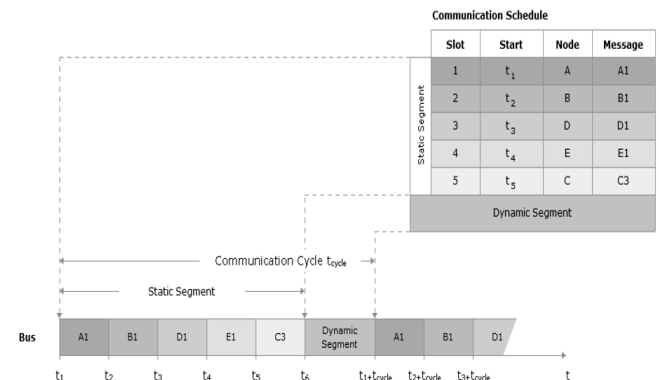 Communication Schedule
Slot Start Node Message
Static Segment
1 t1 A A1
2 t2 B B1
3 t3 D D1
4 t4 E E1
5 t5 C C3
Dynamic Segment
Communication Cycle tcycle
Static Segment
Bus A1 B1 D1 E1 C3 Dynamic Segment A1 B1 D1
t1 t2 t3 t4 t5 t6 t1+tcycle t2+tcycle t3+tcycle t